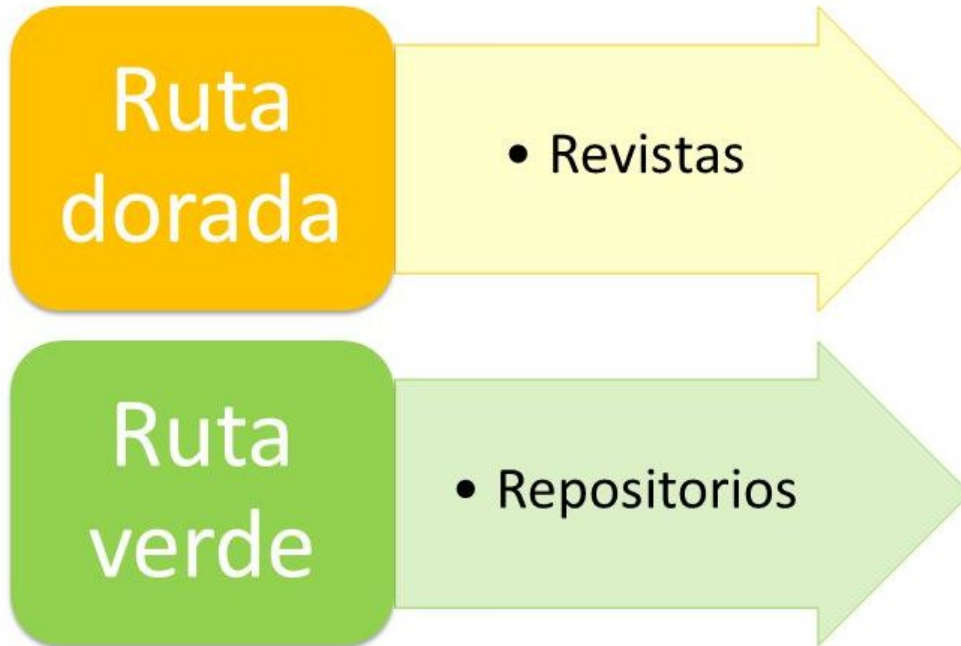 Ruta
dorada
• Revistas
Ruta
verde
• Repositorios